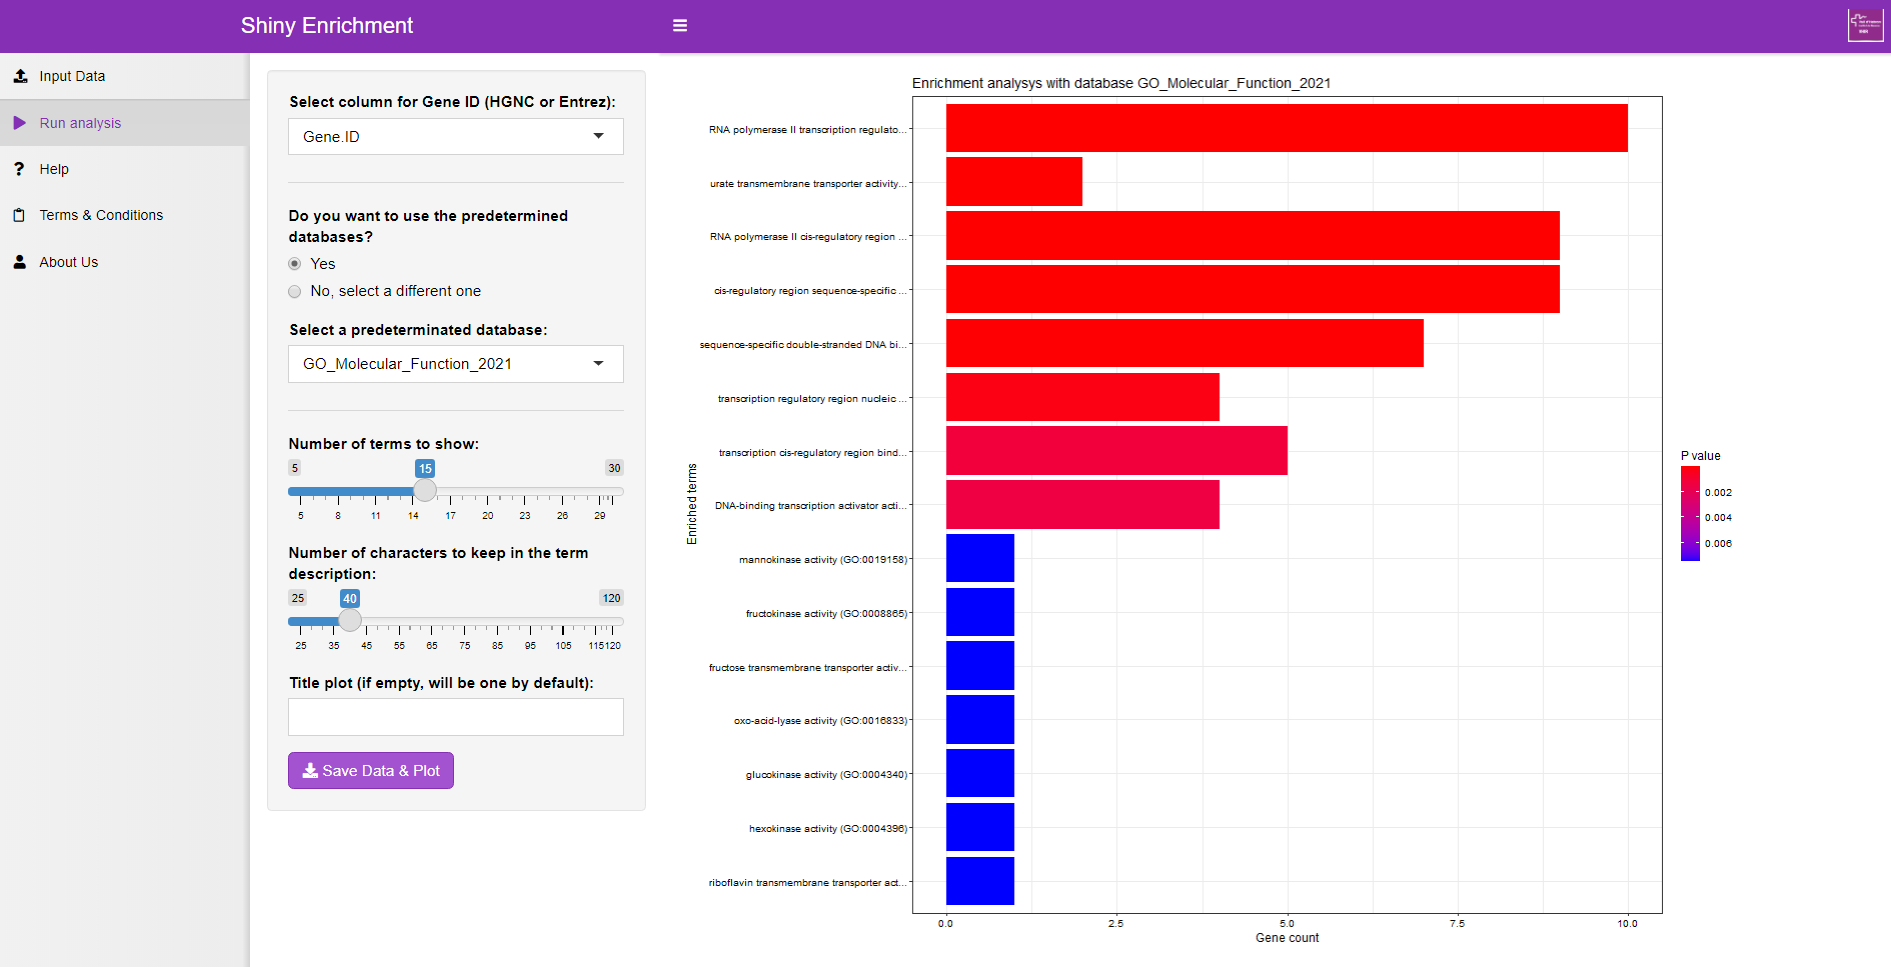 Shiny Enrichment
Input Data
Run analysis
Help
Terms & Conditions
About Us
Select column for Gene ID (HGNC or Entrez):
Gene.ID
Do you want to use the predetermined
databases?
Yes
No, select a different one
Select a predeterminated database:
GO_Molecular_Function_2021
Number of terms to show:
5 15 30
5 8 11 14 17 20 23 26 29
Number of characters to keep in the term
description:
25 40 120
25 35 45 55 65 75 85 95 105 115 120
Title plot (if empty, will be one by default):
Save Data & Plot
Enrichment analysys with database GO_Molecular_Function_2021
Enriched terms
RNA polymerase II transcription regulato...
urate transmembrane transporter activity...
RNA polymerase II cis-regulatory region ...
cis-regulatory region sequence-specific ...
sequence-specific double-stranded DNA bi...
transcription regulatory region nucleic ...
transcription cis-regulatory region bind...
DNA-binding transcription activator acti...
mannokinase activity (GO:0019158)
fructokinase activity (GO:0008865)
fructose transmembrane transporter activ...
oxo-acid-lyase activity (GO:0016833)
glucokinase activity (GO:0004340)
hexokinase activity (GO:0004396)
riboflavin transmembrane transporter act...
0.0 2.5 5.0 7.5 10.0
Gene count
P value
0.002
0.004
0.006